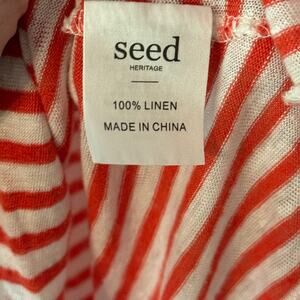 seed
HERITAGE
100% LINEN
MADE IN CHINA